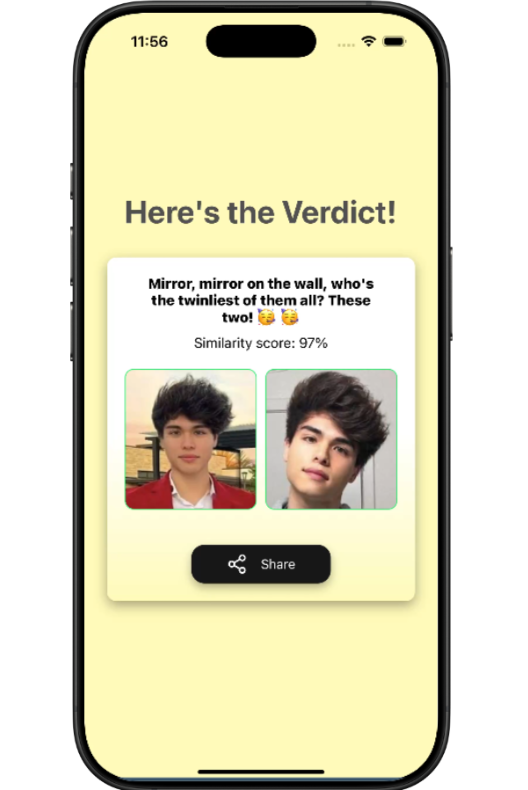 11:56
Here's the Verdict!
Mirror, mirror on the wall, who's
the twinliest of them all? These
two! 🥳 🥳
Similarity score: 97%
Share